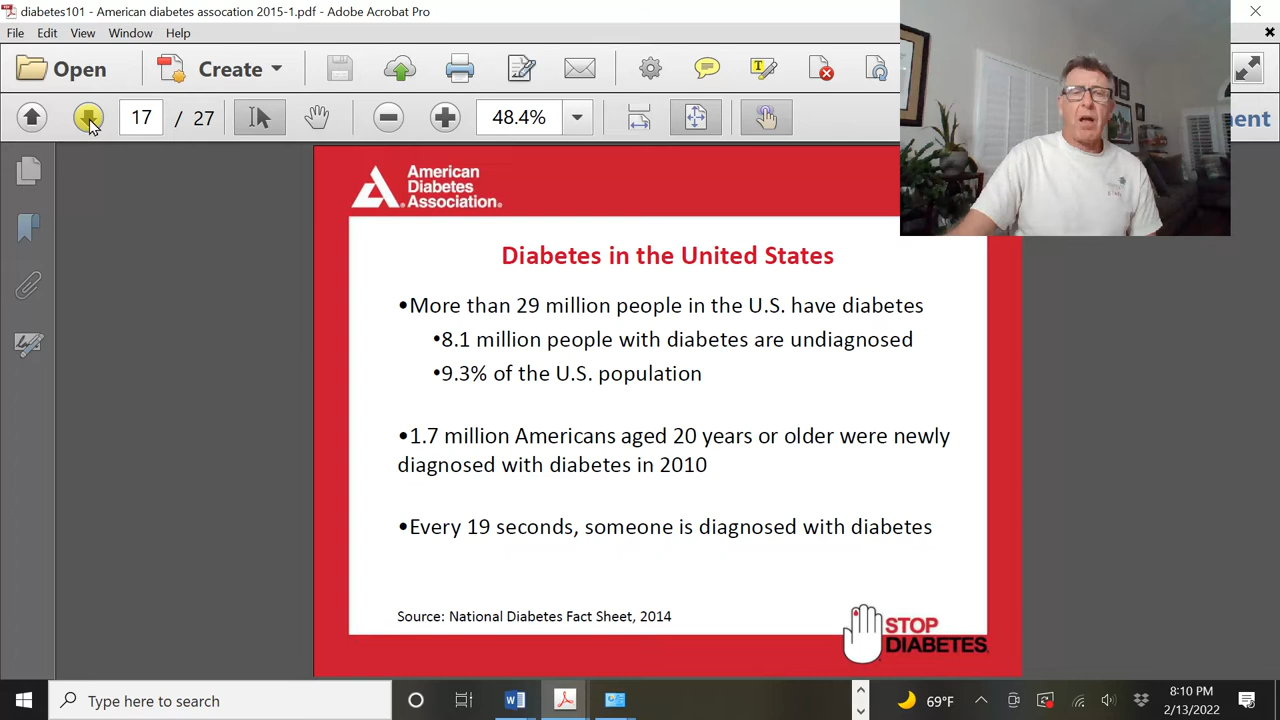 diabetes101 - American diabetes assocation 2015-1.pdf - Adobe Acrobat Pro
File Edit View Window Help
Open Create
17 / 27 48.4% ment
American
Diabetes
Association.
Diabetes in the United States
•More than 29 million people in the U.S. have diabetes
•8.1 million people with diabetes are undiagnosed
•9.3% of the U.S. population
•1.7 million Americans aged 20 years or older were newly
diagnosed with diabetes in 2010
•Every 19 seconds, someone is diagnosed with diabetes
Source: National Diabetes Fact Sheet, 2014
STOP
DIABETES
Type here to search
69°F
8:10 PM
2/13/2022